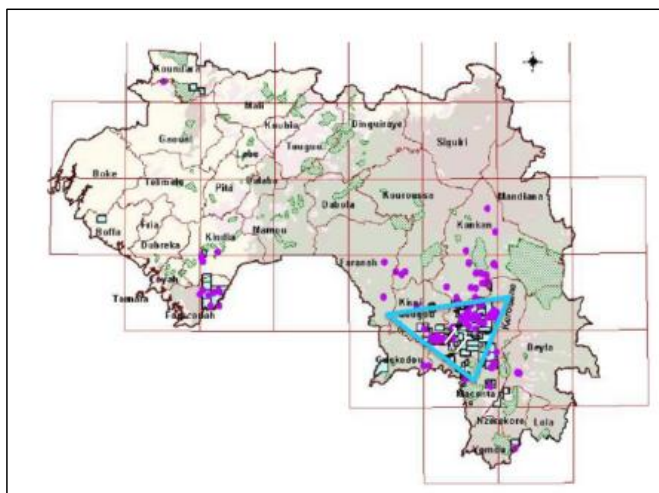 Koundara
Mali
Koubia
Dinguiraye
Siguiri
Gaoual
Tougue
Labe
Boke
Telimele
Pita
Dalaba
Kouroussa
Mandiana
Dabola
Boffa
Fria
Mamou
Kindia
Kankan
Dubreka
Faranah
Coyah
Forecariah
Kerouane
Beyla
Macenta
Nzerekore
Lola
Yomou